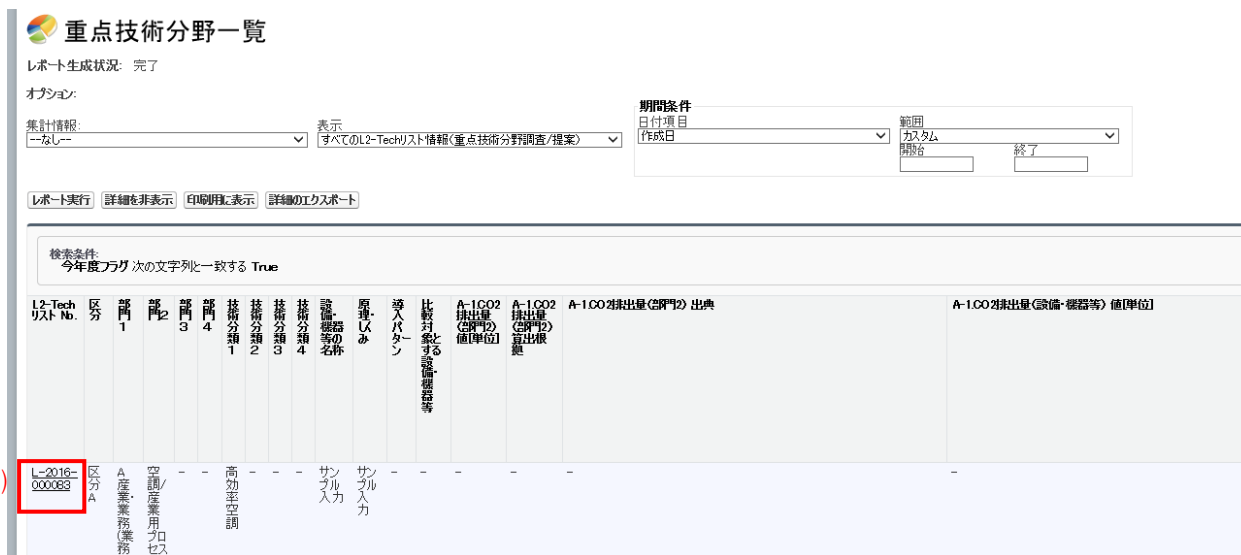 重点技術分野一覧
レポート生成状況: 完了
オプション:
集計情報:
--なし--
表示
すべてのL2-Techリスト情報(重点技術分野調査/提案)
期間条件
日付項目
作成日
範囲
カスタム
開始
終了
レポート実行
詳細を非表示
印刷用に表示
詳細のエクスポート
検索条件:
今年度フラグ 次の文字列と一致する True
L2-Tech
リスト No.
区分
部門1
部門2
部門3
部門4
技術分類1
技術分類2
技術分類3
技術分類4
設備・
機器
等の
名称
原理・しく
み
導入パター
ン
比較対象と
する設備・
機器等
A-1.CO2
排出量
(部門2)
値[単位]
A-1.CO2
排出量
(部門2)
算出根
拠
A-1.CO2排出量(部門2) 出典
A-1.CO2排出量(設備・機器等) 値[単位]
)
L-2016-
000083
区分
A
A
産業・
業務
(業務
空調/
産業用
プロ
セス
-
-
高効率空調
-
-
-
サン
プル
入力
サン
プル
入
力
-
-
-
-
-
-